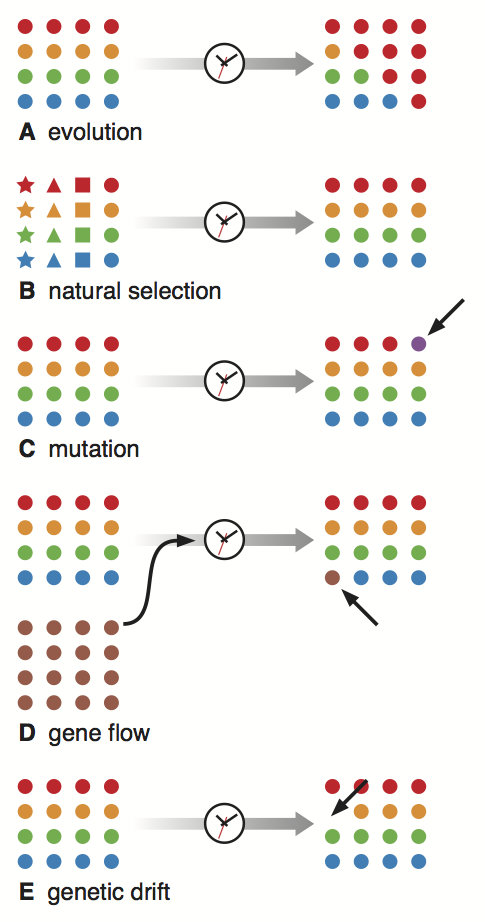 A evolution
B natural selection
C mutation
D gene flow
E genetic drift